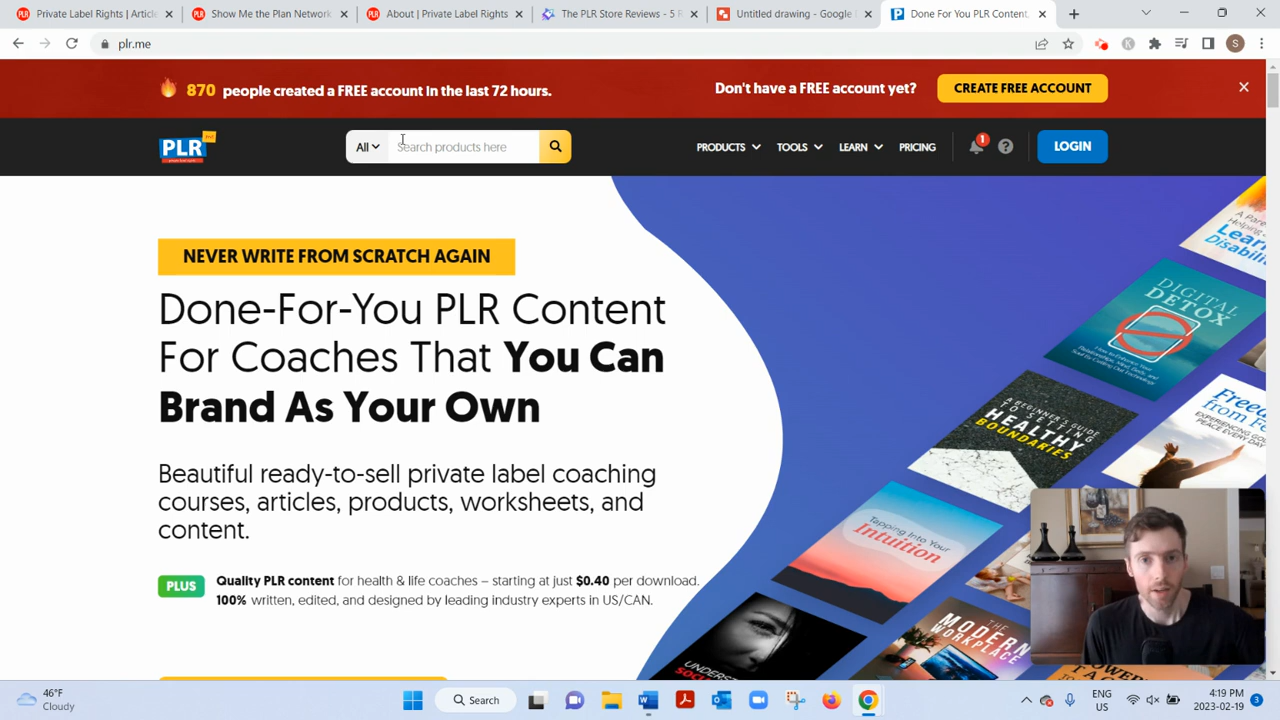 Private Label Rights | Article
Show Me the Plan Network
About | Private Label Rights
The PLR Store Reviews - 5 R
Untitled drawing - Google
Done For You PLR Content,
plr.me
S
870 people created a FREE account in the last 72 hours.
Don't have a FREE account yet?
CREATE FREE ACCOUNT
PLR
All
Search products here
PRODUCTS
TOOLS
LEARN
PRICING
1
LOGIN
NEVER WRITE FROM SCRATCH AGAIN
Done-For-You PLR Content
For Coaches That You Can
Brand As Your Own
Beautiful ready-to-sell private label coaching
courses, articles, products, worksheets, and
content.
PLUS
Quality PLR content for health & life coaches – starting at just $0.40 per download.
100% written, edited, and designed by leading industry experts in US/CAN.
DIGITAL
DETOX
A BEGINNER'S GUIDE
TO SETTING
HEALTHY
BOUNDARIES
Tapping Into Your
Intuition
THE
MODERN
WORKPLACE
46°F
Cloudy
Search
ENG
US
4:19 PM
2023-02-19
3